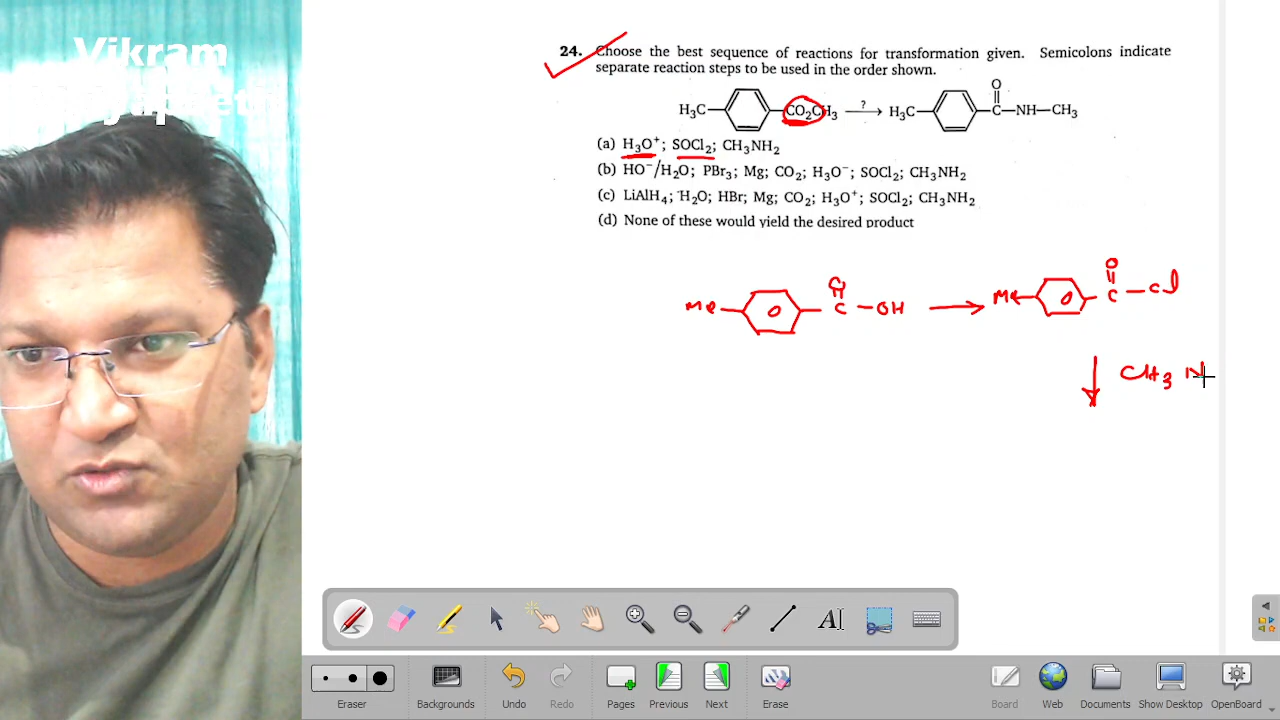 Vikram
24. Choose the best sequence of reactions for transformation given. Semicolons indicate
separate reaction steps to be used in the order shown.
H₃C CO₂CH₃ ? H₃C O C NH CH₃
(a) H₃O⁺; SOCl₂; CH₃NH₂
(b) HO⁻/H₂O; PBr₃; Mg; CO₂; H₃O⁻; SOCl₂; CH₃NH₂
(c) LiAlH₄; H₂O; HBr; Mg; CO₂; H₃O⁺; SOCl₂; CH₃NH₂
(d) None of these would yield the desired product
Me O C OH Me O C Cl
CH₃ N
Eraser Backgrounds Undo Redo Pages Previous Next Erase Board Web Documents Show Desktop OpenBoard